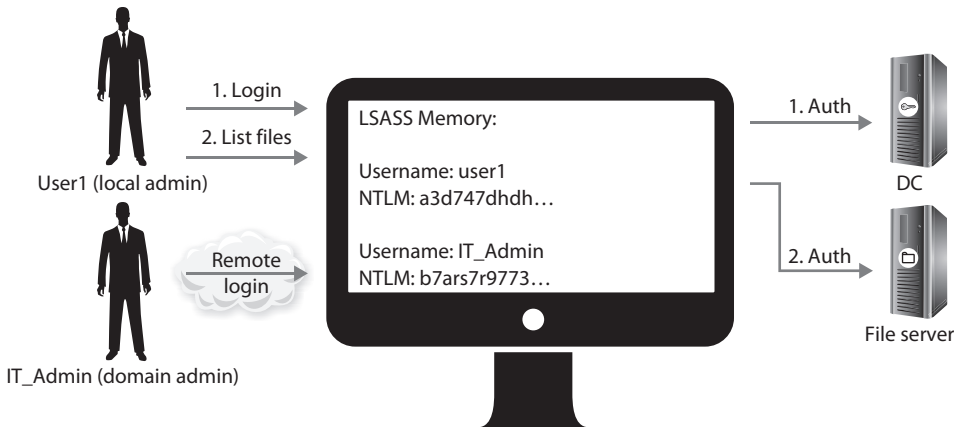 1. Login
2. List files
User1 (local admin)
Remote
login
IT_Admin (domain admin)
LSASS Memory:
Username: user1
NTLM: a3d747dhdh…
Username: IT_Admin
NTLM: b7ars7r9773…
1. Auth
DC
2. Auth
File server